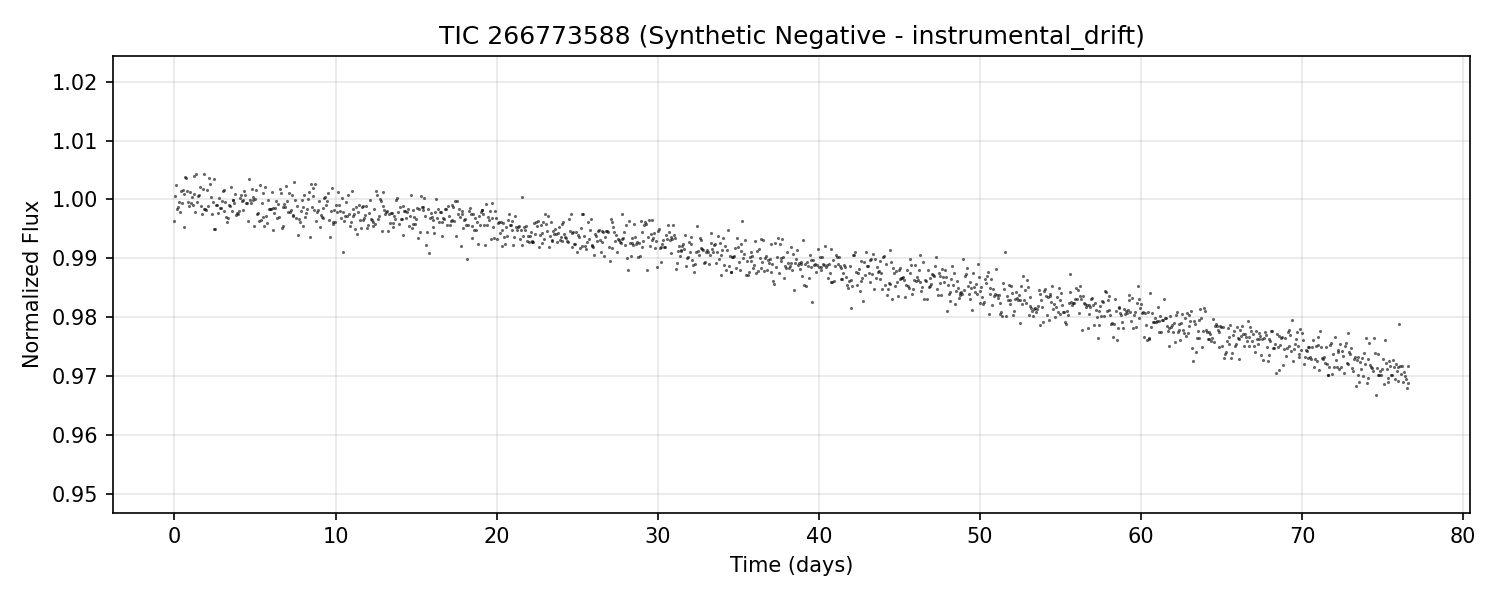 TIC 266773588 (Synthetic Negative - instrumental_drift)
1.02
1.01
1.00
0.99
0.98
0.97
0.96
0.95
Normalized Flux
0 10 20 30 40 50 60 70 80
Time (days)